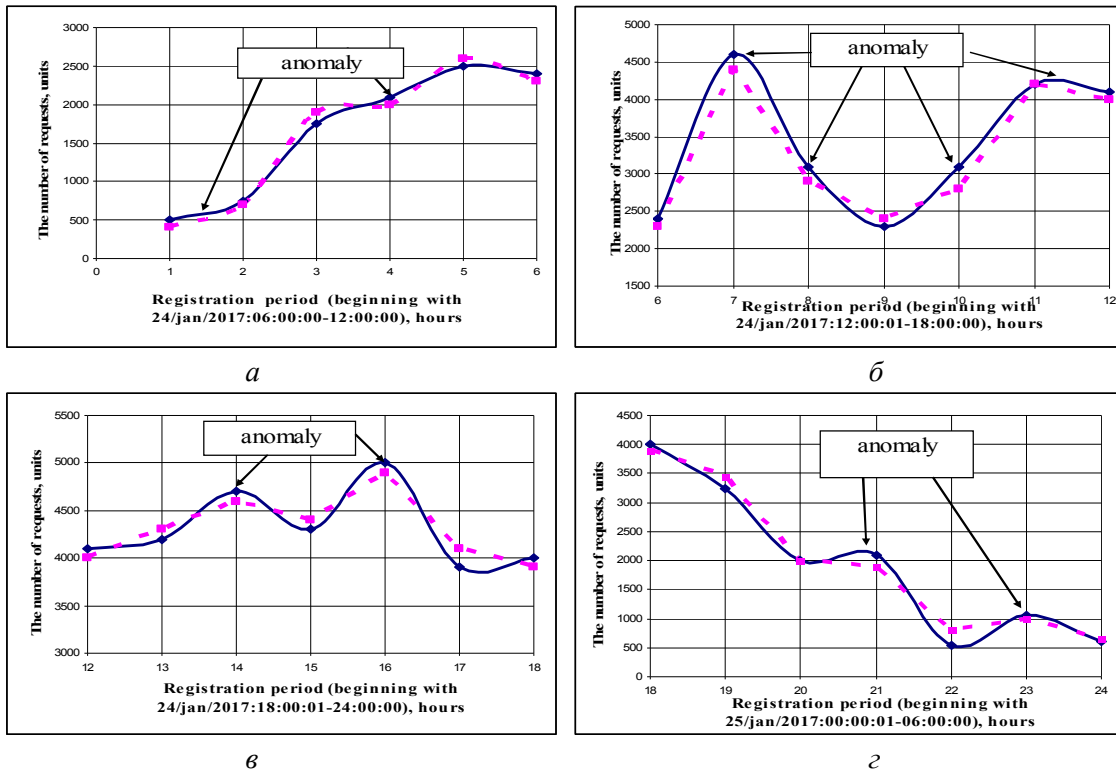 3000
2500
2000
1500
1000
500
0
0
1
2
3
4
5
6
anomaly
The number of requests, units
Registration period (beginning with
24/jan/2017:06:00:00-12:00:00), hours
а
5000
4500
4000
3500
3000
2500
2000
1500
6
7
8
9
10
11
12
anomaly
The number of requests, units
Registration period (beginning with
24/jan/2017:12:00:01-18:00:00), hours
б
5500
5000
4500
4000
3500
3000
12
13
14
15
16
17
18
anomaly
The number of requests, units
Registration period (beginning with
24/jan/2017:18:00:01-24:00:00), hours
в
4500
4000
3500
3000
2500
2000
1500
1000
500
0
18
19
20
21
22
23
24
anomaly
The number of requests, units
Registration period (beginning with
25/jan/2017:00:00:01-06:00:00), hours
г